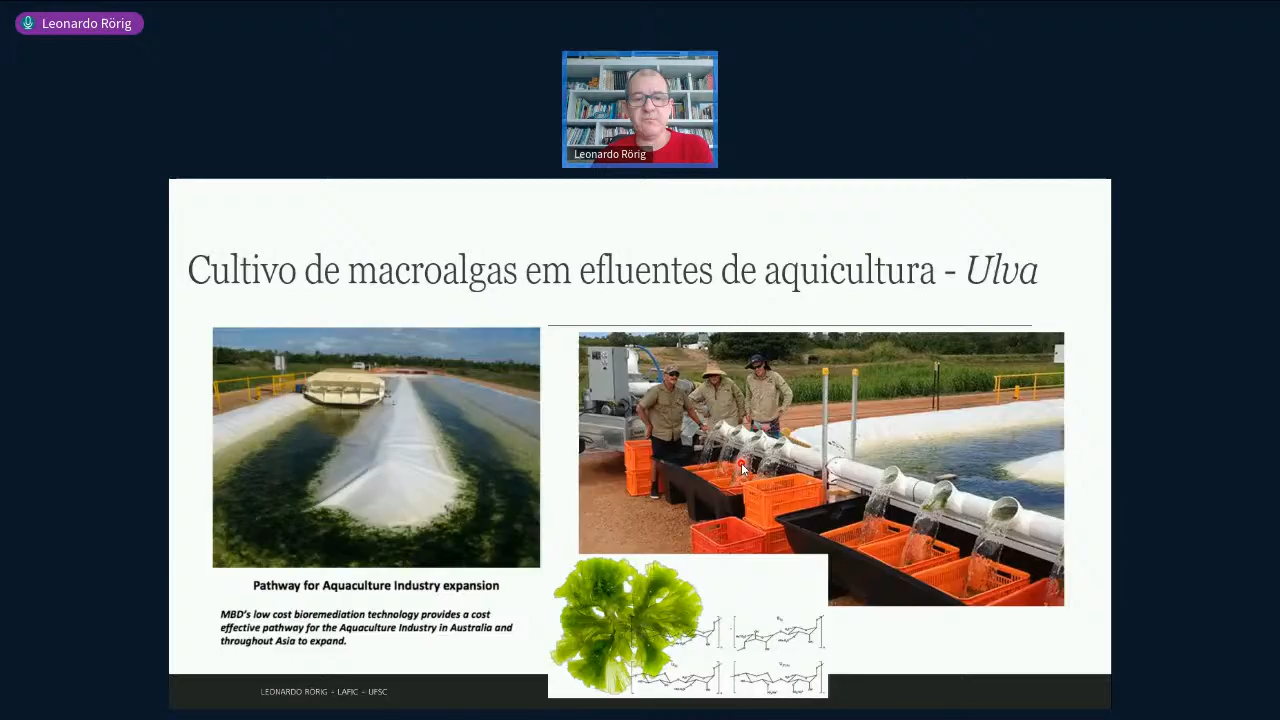 Leonardo Rörig
Leonardo Rörig
Cultivo de macroalgas em efluentes de aquicultura - Ulva
Pathway for Aquaculture Industry expansion
MBD's low cost bioremediation technology provides a cost
effective pathway for the Aquaculture Industry in Australia and
throughout Asia to expand.
LEONARDO RÖRIG - LAFIC - UFSC